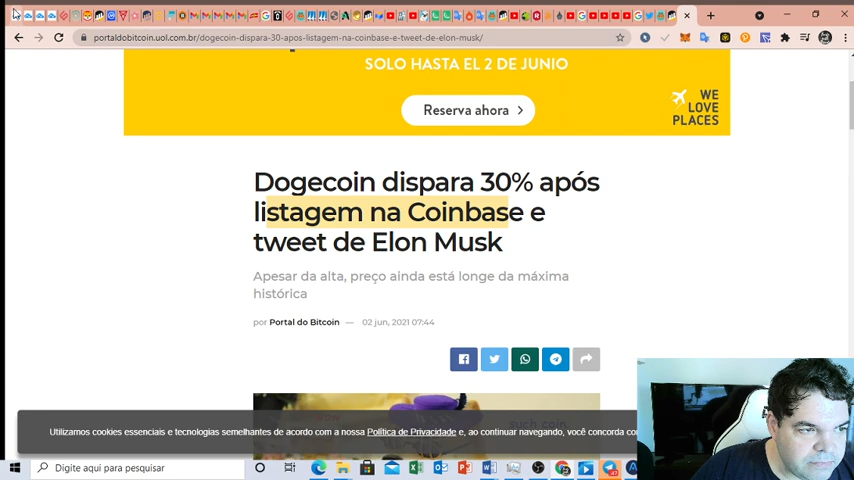 portaldobitcoin.uol.com.br/dogecoin-dispara-30-apos-listagem-na-coinbase-e-tweet-de-elon-musk/
SOLO HASTA EL 2 DE JUNIO
Reserva ahora
WE
LOVE
PLACES
Dogecoin dispara 30% após
listagem na Coinbase e
tweet de Elon Musk
Apesar da alta, preço ainda está longe da máxima
histórica
por Portal do Bitcoin — 02 jun, 2021 07:44
such coin
Utilizamos cookies essenciais e tecnologias semelhantes de acordo com a nossa Política de Privacidade e, ao continuar navegando, você concorda co
Digite aqui para pesquisar